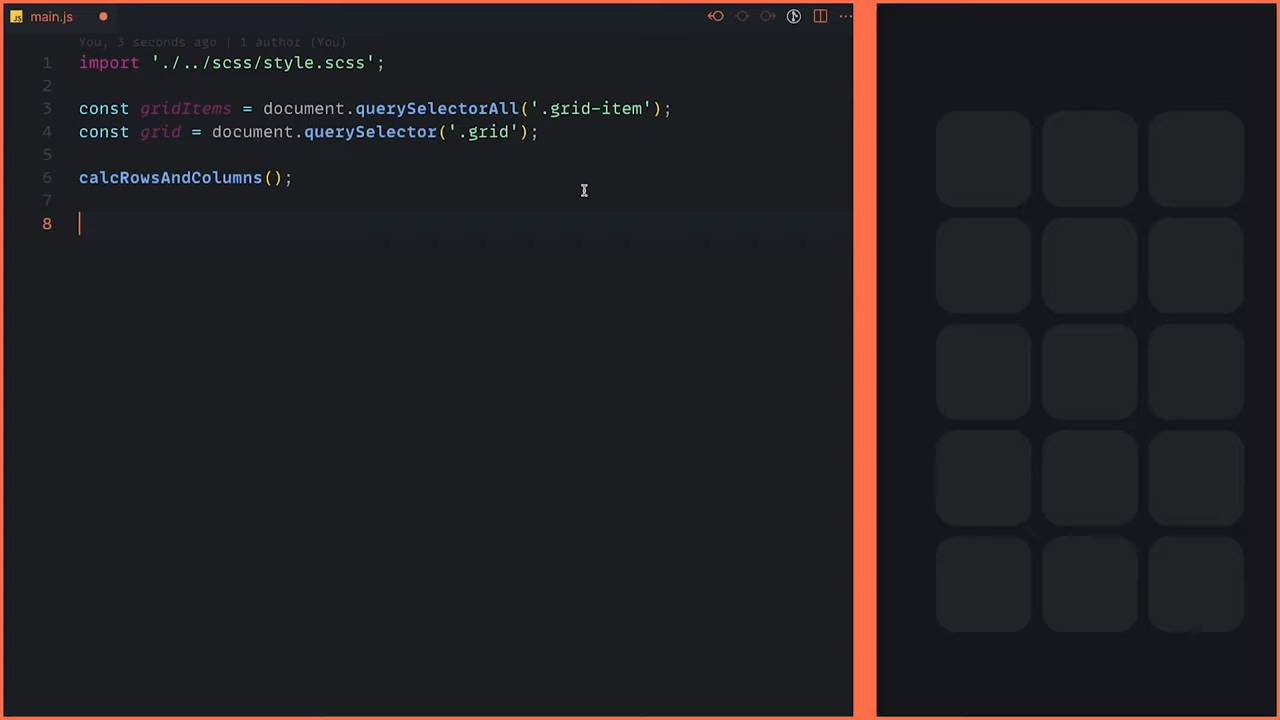 JS main.js
You, 3 seconds ago | 1 author (You)
1 import './../scss/style.scss';
2
3 const gridItems = document.querySelectorAll('.grid-item');
4 const grid = document.querySelector('.grid');
5
6 calcRowsAndColumns();
7
8